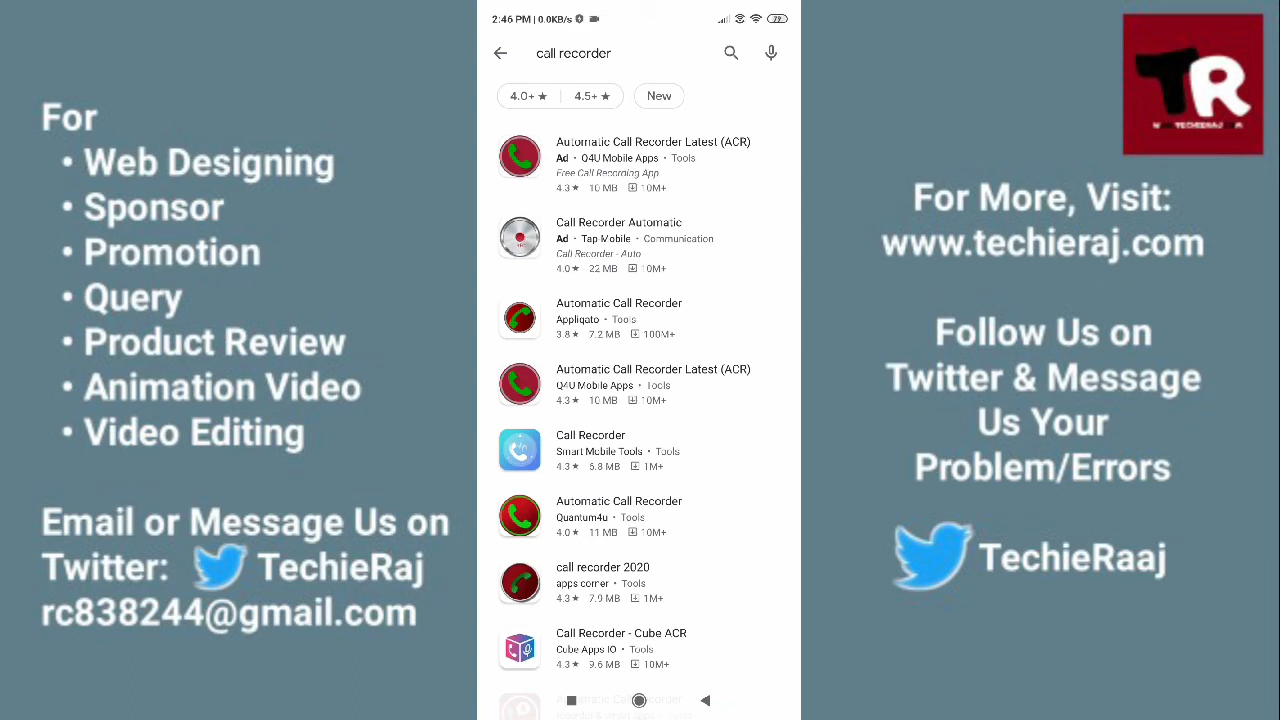 For
• Web Designing
• Sponsor
• Promotion
• Query
• Product Review
• Animation Video
• Video Editing
Email or Message Us on
Twitter: TechieRaj
rc838244@gmail.com
2:46 PM | 0.0KB/s
79
call recorder
4.0+ ★ 4.5+ ★ New
Automatic Call Recorder Latest (ACR)
Ad • Q4U Mobile Apps • Tools
Free Call Recording App
4.3★ 10 MB 10M+
Call Recorder Automatic
Ad • Tap Mobile • Communication
Call Recorder - Auto
4.0★ 22 MB 10M+
Automatic Call Recorder
Appliqato • Tools
3.8★ 7.2 MB 100M+
Automatic Call Recorder Latest (ACR)
Q4U Mobile Apps • Tools
4.3★ 10 MB 10M+
Call Recorder
Smart Mobile Tools • Tools
4.3★ 6.8 MB 1M+
Automatic Call Recorder
Quantum4u • Tools
4.0★ 11 MB 10M+
call recorder 2020
apps corner • Tools
4.3★ 7.9 MB 1M+
Call Recorder - Cube ACR
Cube Apps IO • Tools
4.3★ 9.6 MB 10M+
Automatic Call Recorder
TR
For More, Visit:
www.techieraj.com
Follow Us on
Twitter & Message
Us Your
Problem/Errors
TechieRaaj